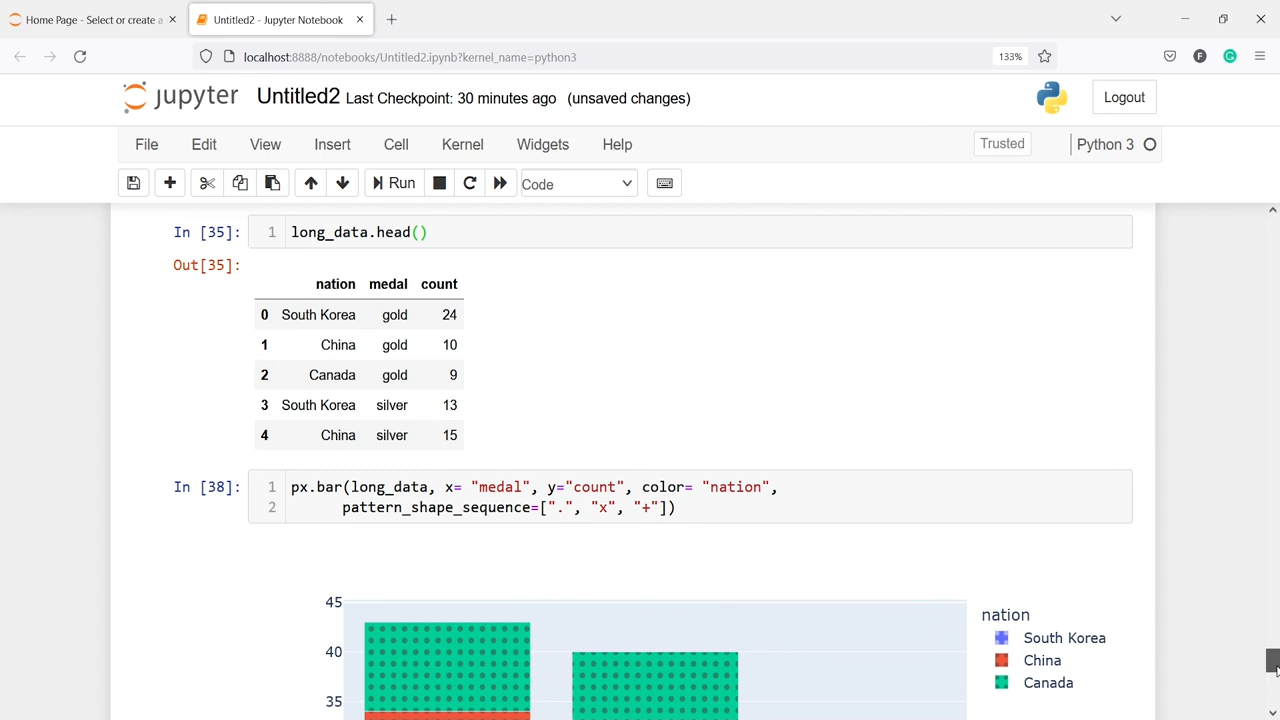 Home Page - Select or create a
Untitled2 - Jupyter Notebook
localhost:8888/notebooks/Untitled2.ipynb?kernel_name=python3
133%
jupyter Untitled2 Last Checkpoint: 30 minutes ago (unsaved changes)
Logout
File Edit View Insert Cell Kernel Widgets Help
Trusted
Python 3
Run
Code
In [35]: 1 long_data.head()
Out[35]:
nation medal count
0 South Korea gold 24
1 China gold 10
2 Canada gold 9
3 South Korea silver 13
4 China silver 15
In [38]: 1 px.bar(long_data, x= "medal", y="count", color= "nation",
2 pattern_shape_sequence=[".", "x", "+"])
45
40
35
nation
South Korea
China
Canada